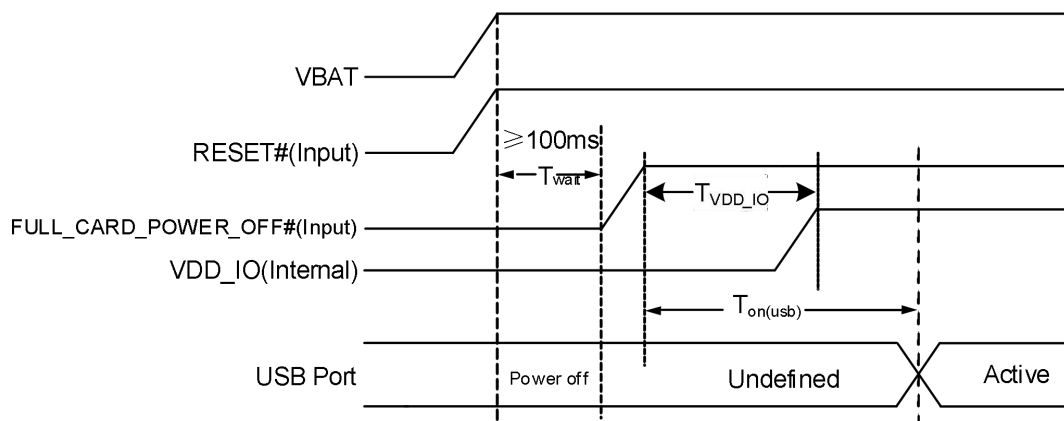 VBAT
RESET#(Input)
≥100ms
Twait
TVDD_IO
FULL_CARD_POWER_OFF#(Input)
VDD_IO(Internal)
Ton(usb)
USB Port
Power off
Undefined
Active